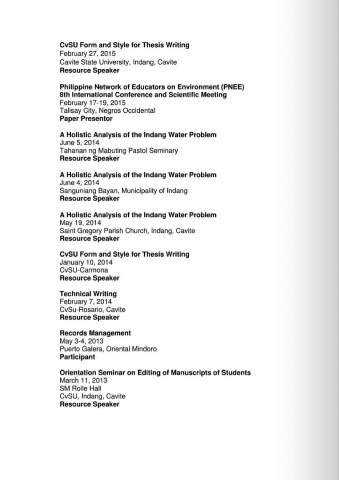 CvSU Form and Style for Thesis Writing
February 27, 2015
Cavite State University, Indang, Cavite
Resource Speaker
Philippine Network of Educators on Environment (PNEE)
8th International Conference and Scientific Meeting
February 17-19, 2015
Talisay City, Negros Occidental
Paper Presentor
A Holistic Analysis of the Indang Water Problem
June 5, 2014
Tahanan ng Mabuting Pastol Seminary
Resource Speaker
A Holistic Analysis of the Indang Water Problem
June 4, 2014
Sanguniang Bayan, Municipality of Indang
Resource Speaker
A Holistic Analysis of the Indang Water Problem
May 19, 2014
Saint Gregory Parish Church, Indang, Cavite
Resource Speaker
CvSU Form and Style for Thesis Writing
January 10, 2014
CvSU-Carmona
Resource Speaker
Technical Writing
February 7, 2014
CvSu-Rosario, Cavite
Resource Speaker
Records Management
May 3-4, 2013
Puerto Galera, Oriental Mindoro
Participant
Orientation Seminar on Editing of Manuscripts of Students
March 11, 2013
SM Rolle Hall
CvSU, Indang, Cavite
Resource Speaker